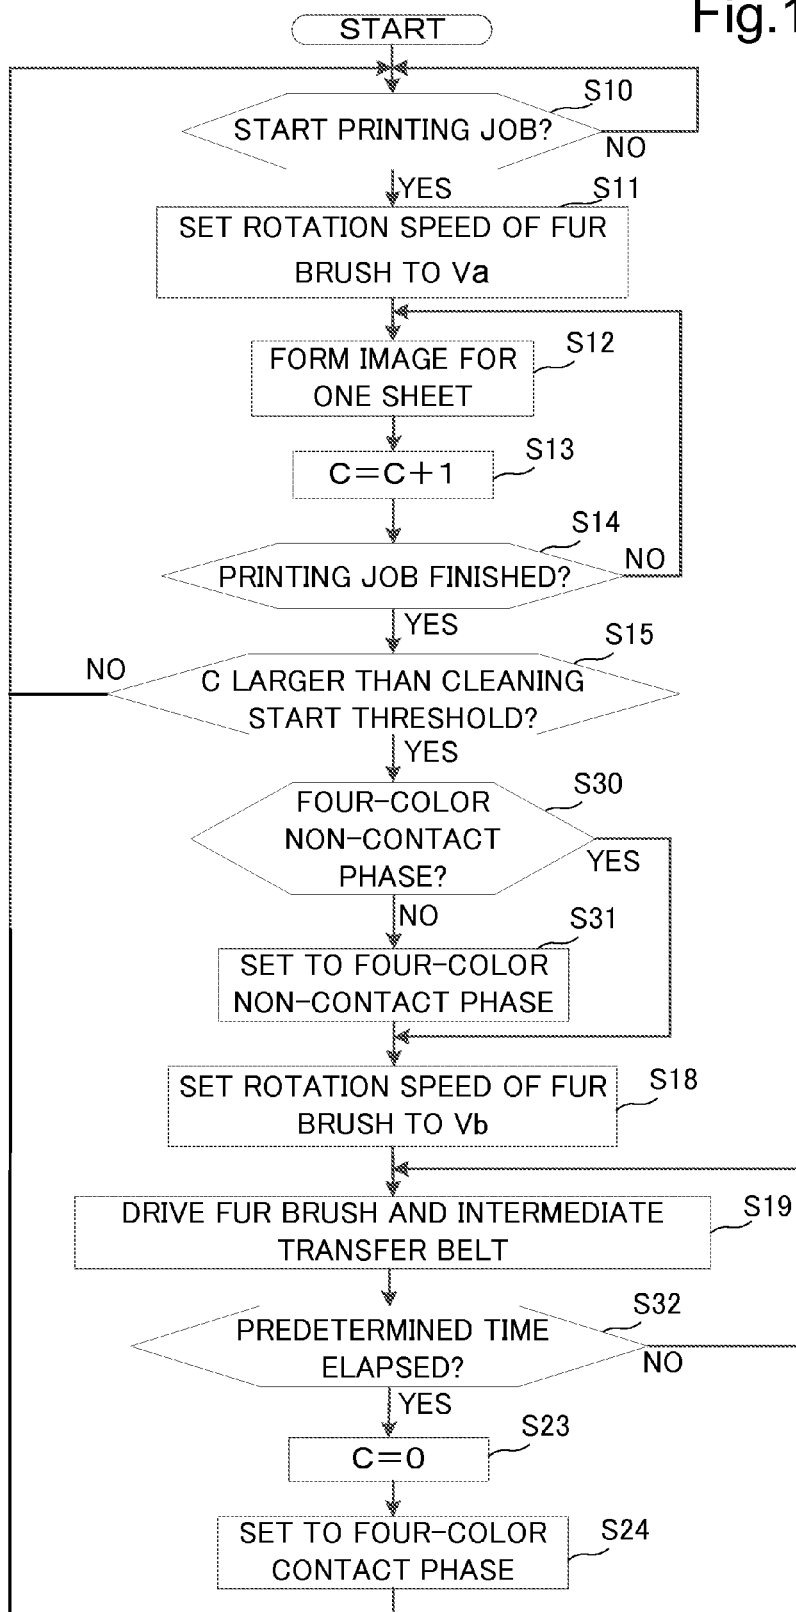 Fig.1
START
S10
START PRINTING JOB?
NO
YES
S11
SET ROTATION SPEED OF FUR
BRUSH TO Va
S12
FORM IMAGE FOR
ONE SHEET
S13
C=C+1
S14
PRINTING JOB FINISHED?
NO
YES
S15
NO
C LARGER THAN CLEANING
START THRESHOLD?
YES
S30
FOUR-COLOR
NON-CONTACT
PHASE?
YES
NO
S31
SET TO FOUR-COLOR
NON-CONTACT PHASE
S18
SET ROTATION SPEED OF FUR
BRUSH TO Vb
S19
DRIVE FUR BRUSH AND INTERMEDIATE
TRANSFER BELT
S32
PREDETERMINED TIME
ELAPSED?
NO
YES
S23
C=0
S24
SET TO FOUR-COLOR
CONTACT PHASE